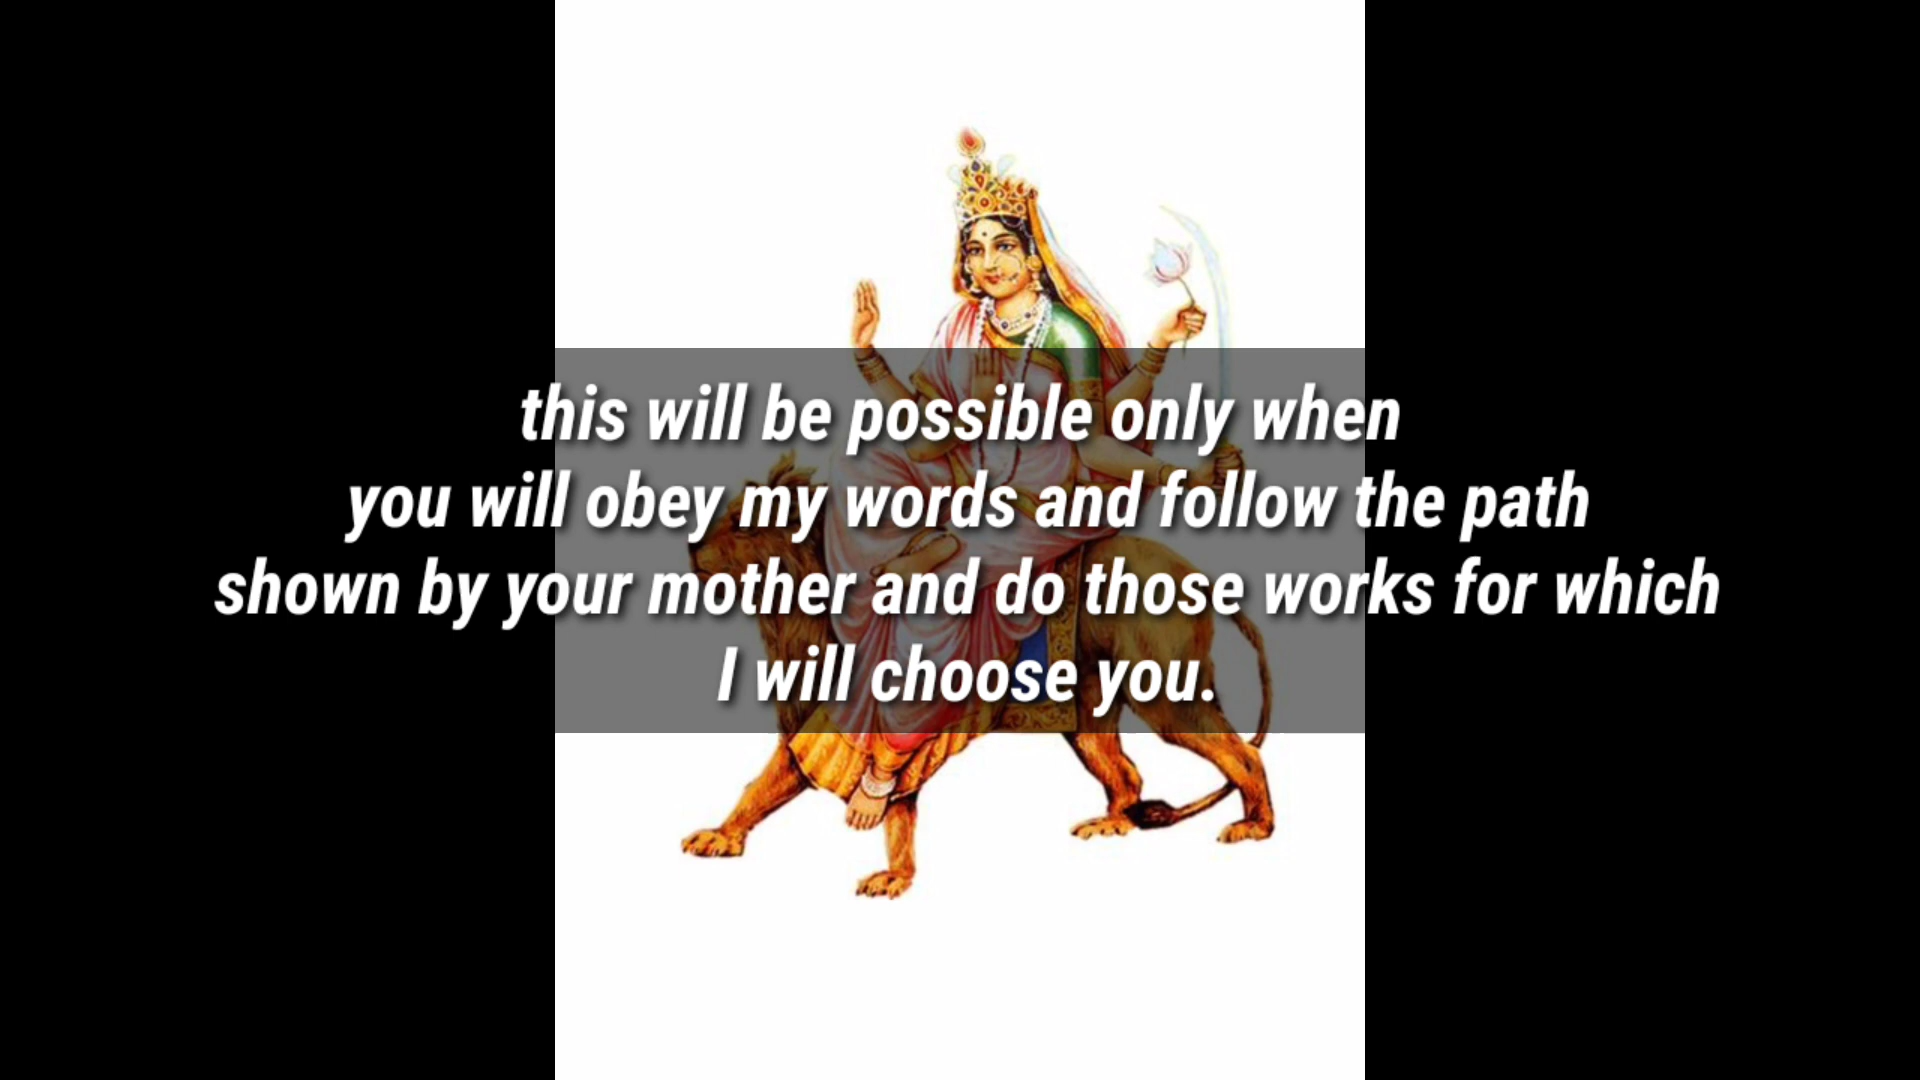 this will be possible only when
you will obey my words and follow the path
shown by your mother and do those works for which
I will choose you.